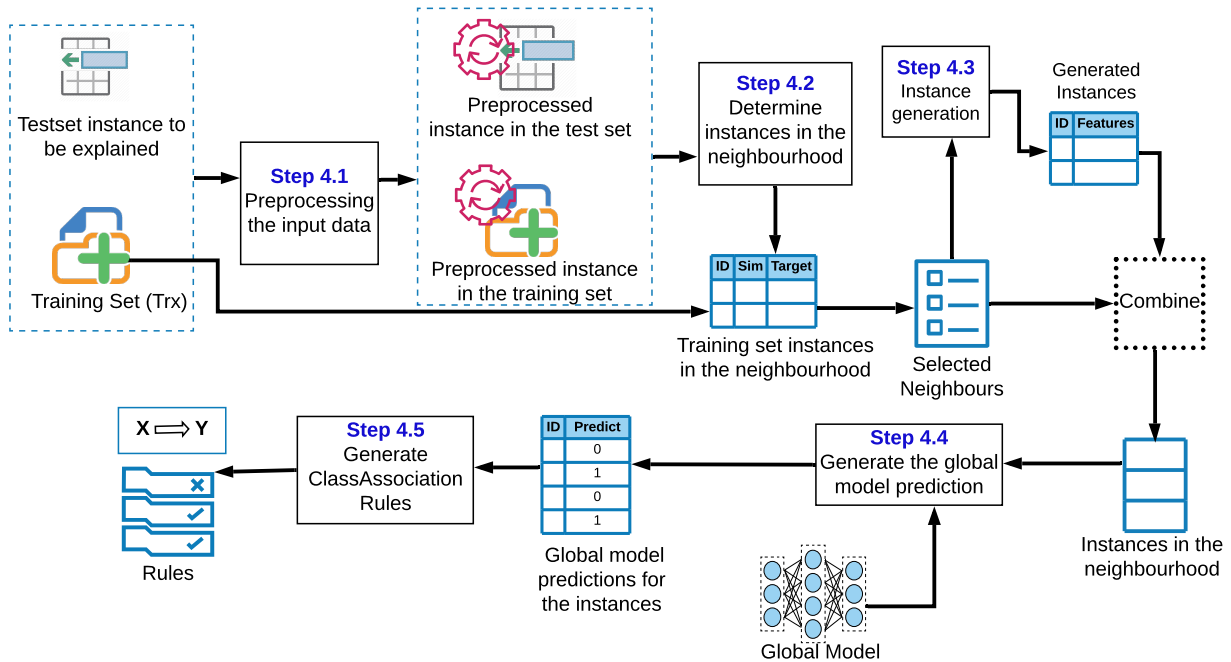 Testset instance to
be explained
Training Set (Trx)
Step 4.1
Preprocessing
the input data
Preprocessed
instance in the test set
Preprocessed instance
in the training set
Step 4.2
Determine
instances in the
neighbourhood
ID Sim Target
Training set instances
in the neighbourhood
Step 4.3
Instance
generation
Generated
Instances
ID Features
Selected
Neighbours
Combine
Instances in the
neighbourhood
Step 4.4
Generate the global
model prediction
Global Model
ID Predict
0
1
0
1
Global model
predictions for
the instances
Step 4.5
Generate
ClassAssociation
Rules
X ⇒ Y
Rules